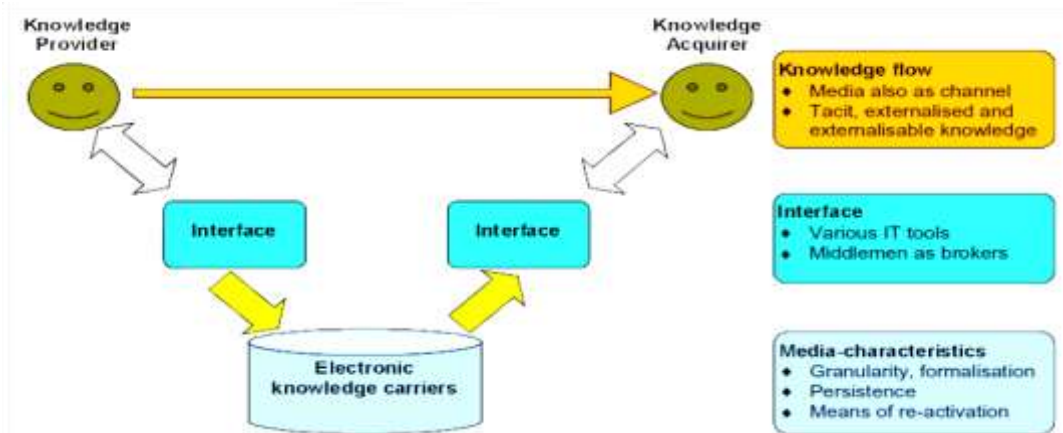 Knowledge
Provider
Knowledge
Acquirer
Knowledge flow
♦ Media also as channel
♦ Tacit, externalised and
externalisable knowledge
Interface
Interface
Interface
♦ Various IT tools
♦ Middlemen as brokers
Electronic
knowledge carriers
Media-characteristics
♦ Granularity, formalisation
♦ Persistence
♦ Means of re-activation